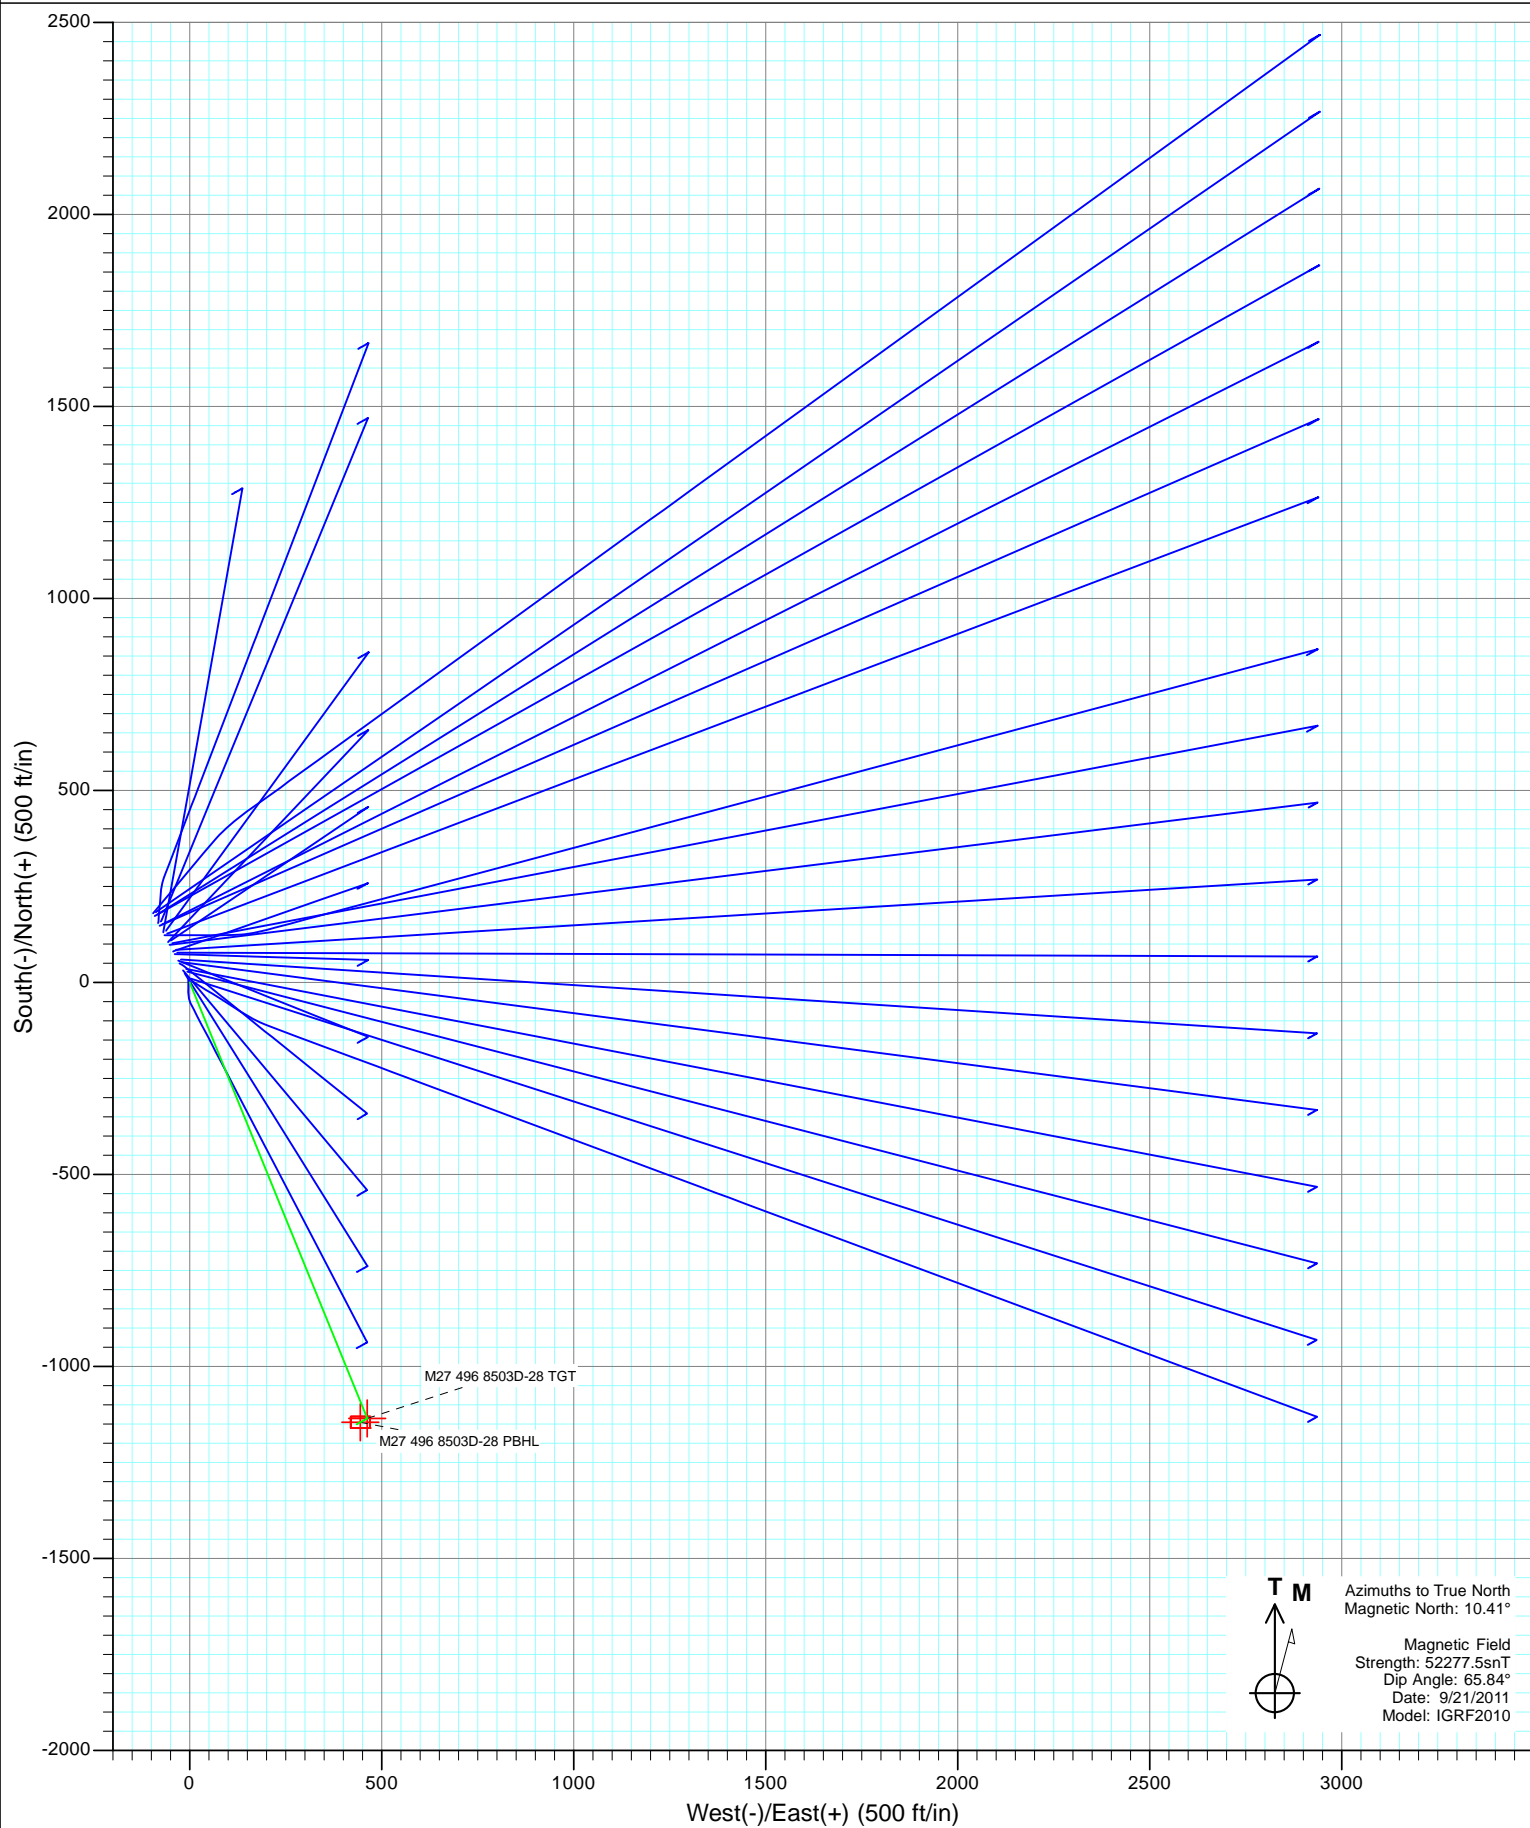 2500
2000
1500
1000
500
0
-500
-1000
-1500
-2000
South(-)/North(+) (500 ft/in)
M27 496 8503D-28 TGT
M27 496 8503D-28 PBHL
T M
Azimuths to True North
Magnetic North: 10.41°
Magnetic Field
Strength: 52277.5snT
Dip Angle: 65.84°
Date: 9/21/2011
Model: IGRF2010
0 500 1000 1500 2000 2500 3000
West(-)/East(+) (500 ft/in)